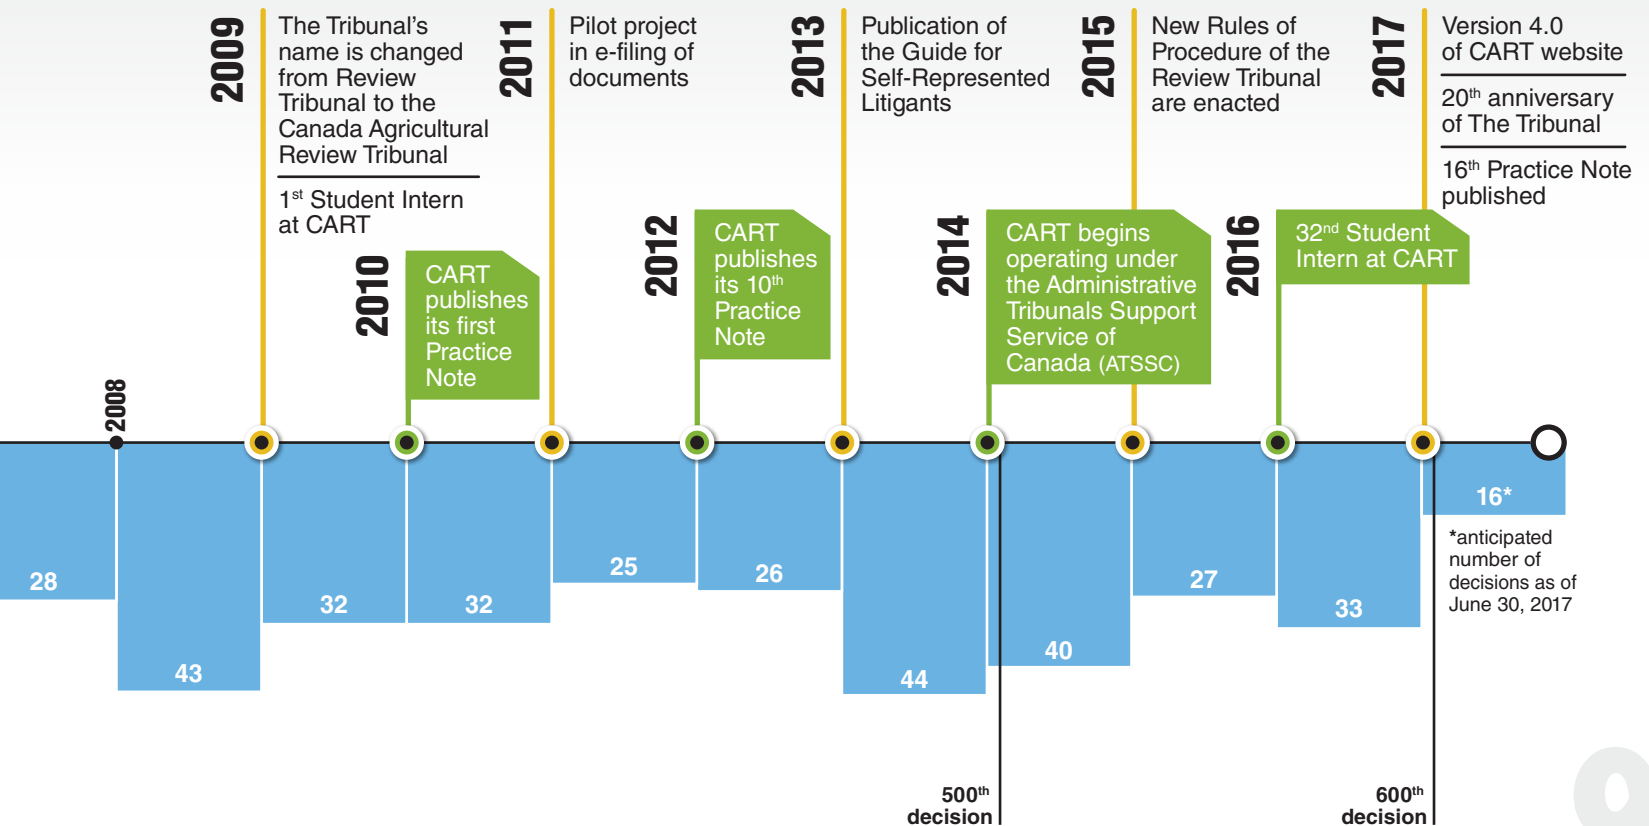 2009
The Tribunal's
name is changed
from Review
Tribunal to the
Canada Agricultural
Review Tribunal
1st Student Intern
at CART
2011
Pilot project
in e-filing of
documents
2013
Publication of
the Guide for
Self-Represented
Litigants
2015
New Rules of
Procedure of the
Review Tribunal
are enacted
2017
Version 4.0
of CART website
20th anniversary
of The Tribunal
16th Practice Note
published
2010
CART
publishes
its first
Practice
Note
2012
CART
publishes
its 10th
Practice
Note
2014
CART begins
operating under
the Administrative
Tribunals Support
Service of
Canada (ATSSC)
2016
32nd Student
Intern at CART
2008
28
43
32
32
25
26
44
40
27
33
16*
*anticipated
number of
decisions as of
June 30, 2017
500th
decision
600th
decision